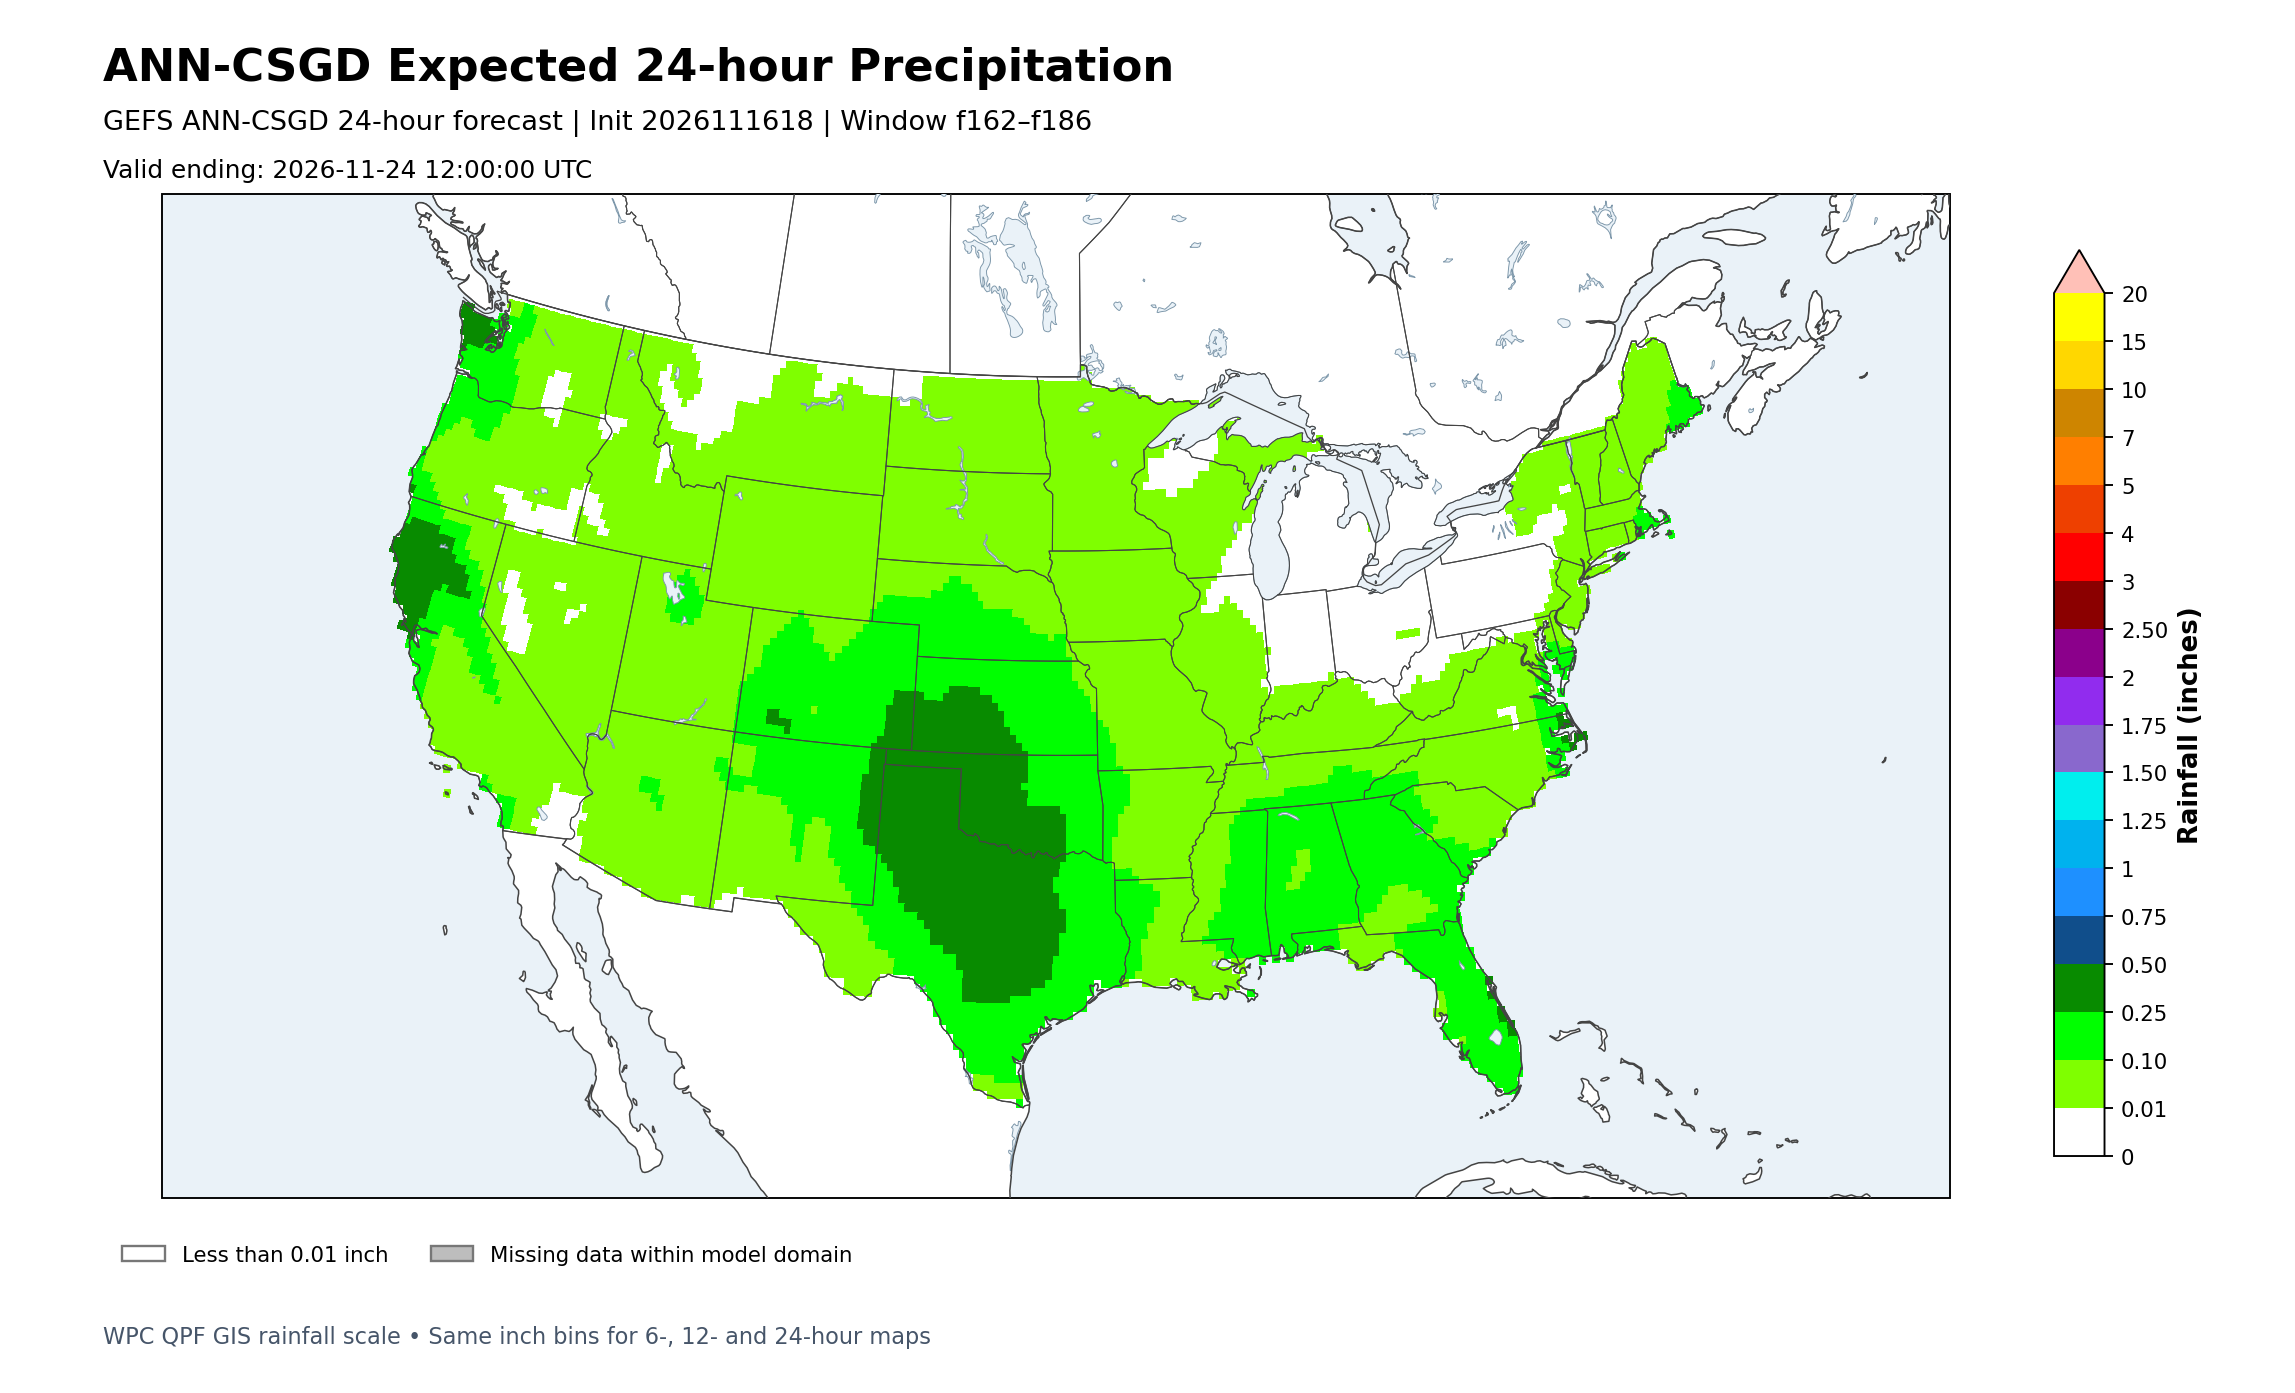 ANN-CSGD Expected 24-hour Precipitation
GEFS ANN-CSGD 24-hour forecast | Init 2026111618 | Window f162–f186
Valid ending: 2026-11-24 12:00:00 UTC
20
15
10
7
5
4
3
2.50
2
1.75
1.50
1.25
1
0.75
0.50
0.25
0.10
0.01
0
Rainfall (inches)
Less than 0.01 inch
Missing data within model domain
WPC QPF GIS rainfall scale • Same inch bins for 6-, 12- and 24-hour maps